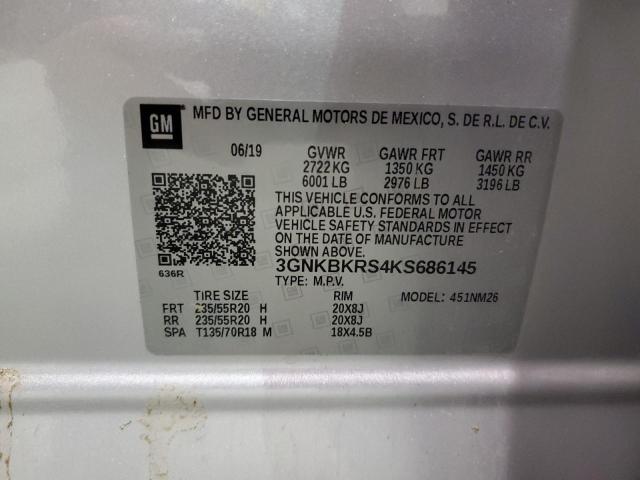 GM
MFD BY GENERAL MOTORS DE MEXICO, S. DE R.L. DE C.V.
06/19 GVWR GAWR FRT GAWR RR
2722 KG 1350 KG 1450 KG
6001 LB 2976 LB 3196 LB
THIS VEHICLE CONFORMS TO ALL
APPLICABLE U.S. FEDERAL MOTOR
VEHICLE SAFETY STANDARDS IN EFFECT
ON THE DATE OF MANUFACTURE
SHOWN ABOVE.
636R
3GNKBKRS4KS686145
TYPE: M.P.V. MODEL: 451NM26
TIRE SIZE RIM
FRT 235/55R20 H 20X8J
RR 235/55R20 H 20X8J
SPA T135/70R18 M 18X4.5B